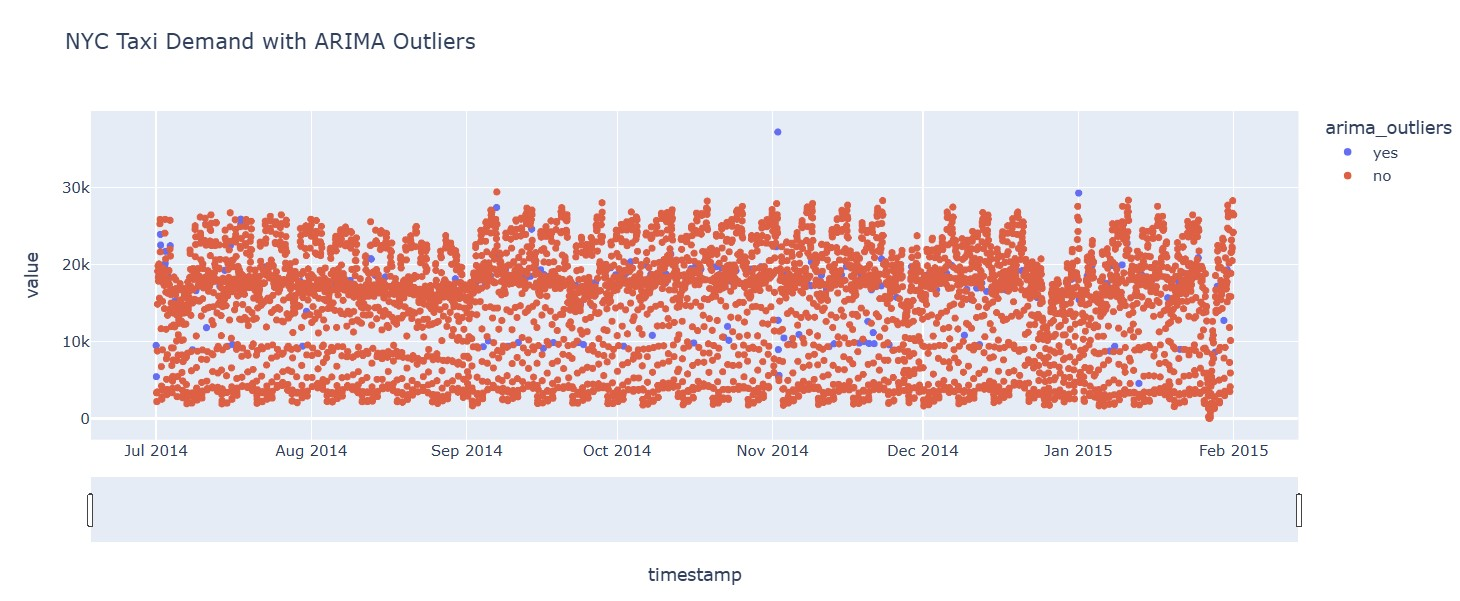 NYC Taxi Demand with ARIMA Outliers
arima_outliers
yes
no
value
30k
20k
10k
0
Jul 2014 Aug 2014 Sep 2014 Oct 2014 Nov 2014 Dec 2014 Jan 2015 Feb 2015
timestamp